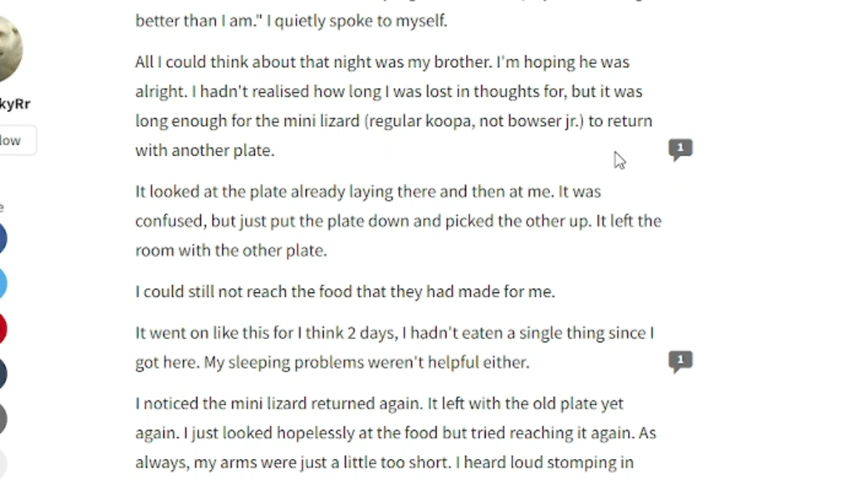 better than I am." I quietly spoke to myself.
All I could think about that night was my brother. I'm hoping he was
alright. I hadn't realised how long I was lost in thoughts for, but it was
long enough for the mini lizard (regular koopa, not bowser jr.) to return
with another plate.
1
It looked at the plate already laying there and then at me. It was
confused, but just put the plate down and picked the other up. It left the
room with the other plate.
I could still not reach the food that they had made for me.
It went on like this for I think 2 days, I hadn't eaten a single thing since I
got here. My sleeping problems weren't helpful either.
1
I noticed the mini lizard returned again. It left with the old plate yet
again. I just looked hopelessly at the food but tried reaching it again. As
always, my arms were just a little too short. I heard loud stomping in
kyRr
low
e